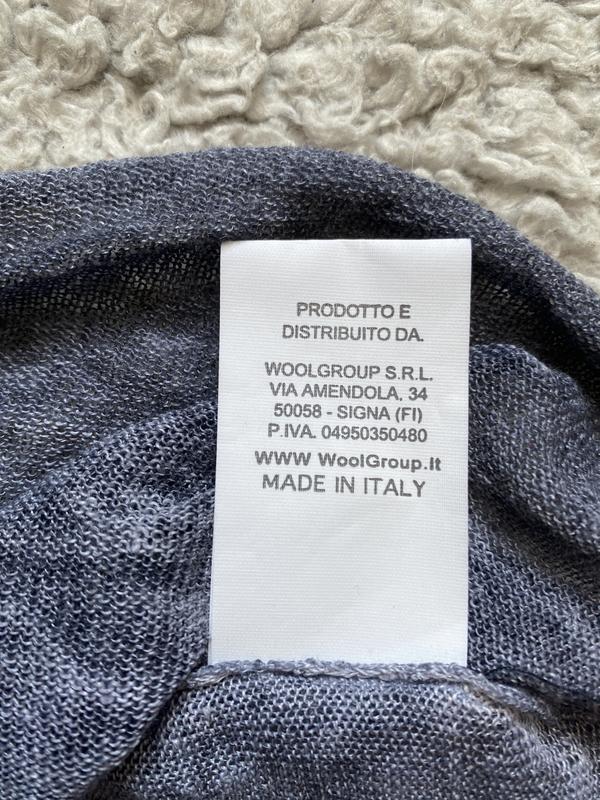 PRODOTTO E
DISTRIBUITO DA.
WOOLGROUP S.R.L.
VIA AMENDOLA, 34
50058 - SIGNA (FI)
P.IVA. 04950350480
WWW WoolGroup.it
MADE IN ITALY